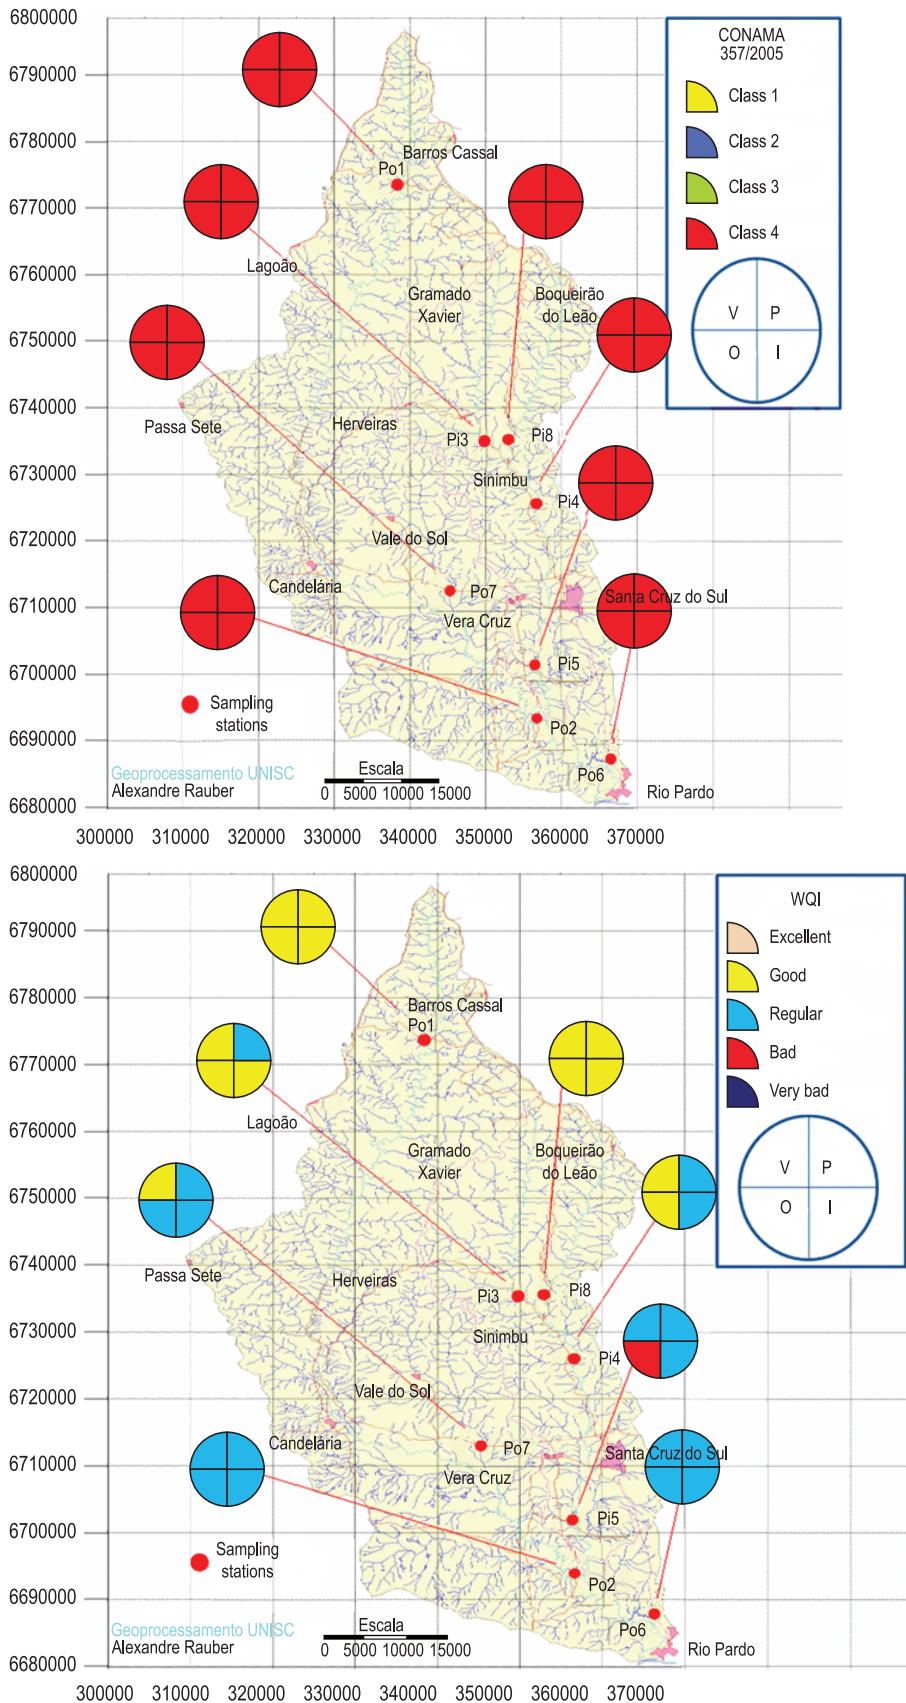 6800000
6790000
6780000
6770000
6760000
6750000
6740000
6730000
6720000
6710000
6700000
6690000
6680000
300000 310000 320000 330000 340000 350000 360000 370000
CONAMA
357/2005
Class 1
Class 2
Class 3
Class 4
V P
O I
Barros Cassal
Po1
Lagoão
Gramado
Xavier
Boqueirão
do Leão
Passa Sete
Herveiras
Pi3
Pi8
Sinimbu
Pi4
Vale do Sol
Candelária
Po7
Vera Cruz
Santa Cruz do Sul
Pi5
Po2
Po6
Rio Pardo
Sampling
stations
Geoprocessamento UNISC
Alexandre Rauber
Escala
0 5000 10000 15000
6800000
6790000
6780000
6770000
6760000
6750000
6740000
6730000
6720000
6710000
6700000
6690000
6680000
300000 310000 320000 330000 340000 350000 360000 370000
WQI
Excellent
Good
Regular
Bad
Very bad
V P
O I
Barros Cassal
Po1
Lagoão
Gramado
Xavier
Boqueirão
do Leão
Passa Sete
Herveiras
Pi3
Pi8
Sinimbu
Pi4
Vale do Sol
Candelária
Po7
Vera Cruz
Santa Cruz do Sul
Pi5
Po2
Po6
Rio Pardo
Sampling
stations
Geoprocessamento UNISC
Alexandre Rauber
Escala
0 5000 10000 15000